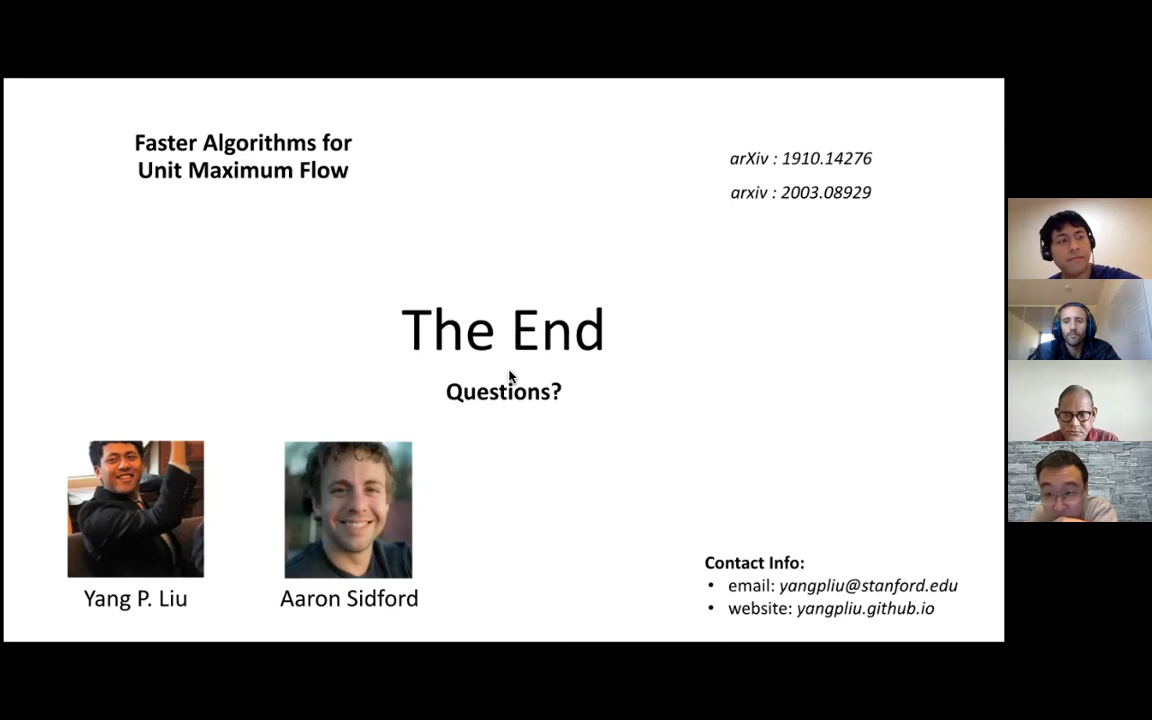 Faster Algorithms for
Unit Maximum Flow
arXiv : 1910.14276
arxiv : 2003.08929
The End
Questions?
Yang P. Liu
Aaron Sidford
Contact Info:
• email: yangpliu@stanford.edu
• website: yangpliu.github.io